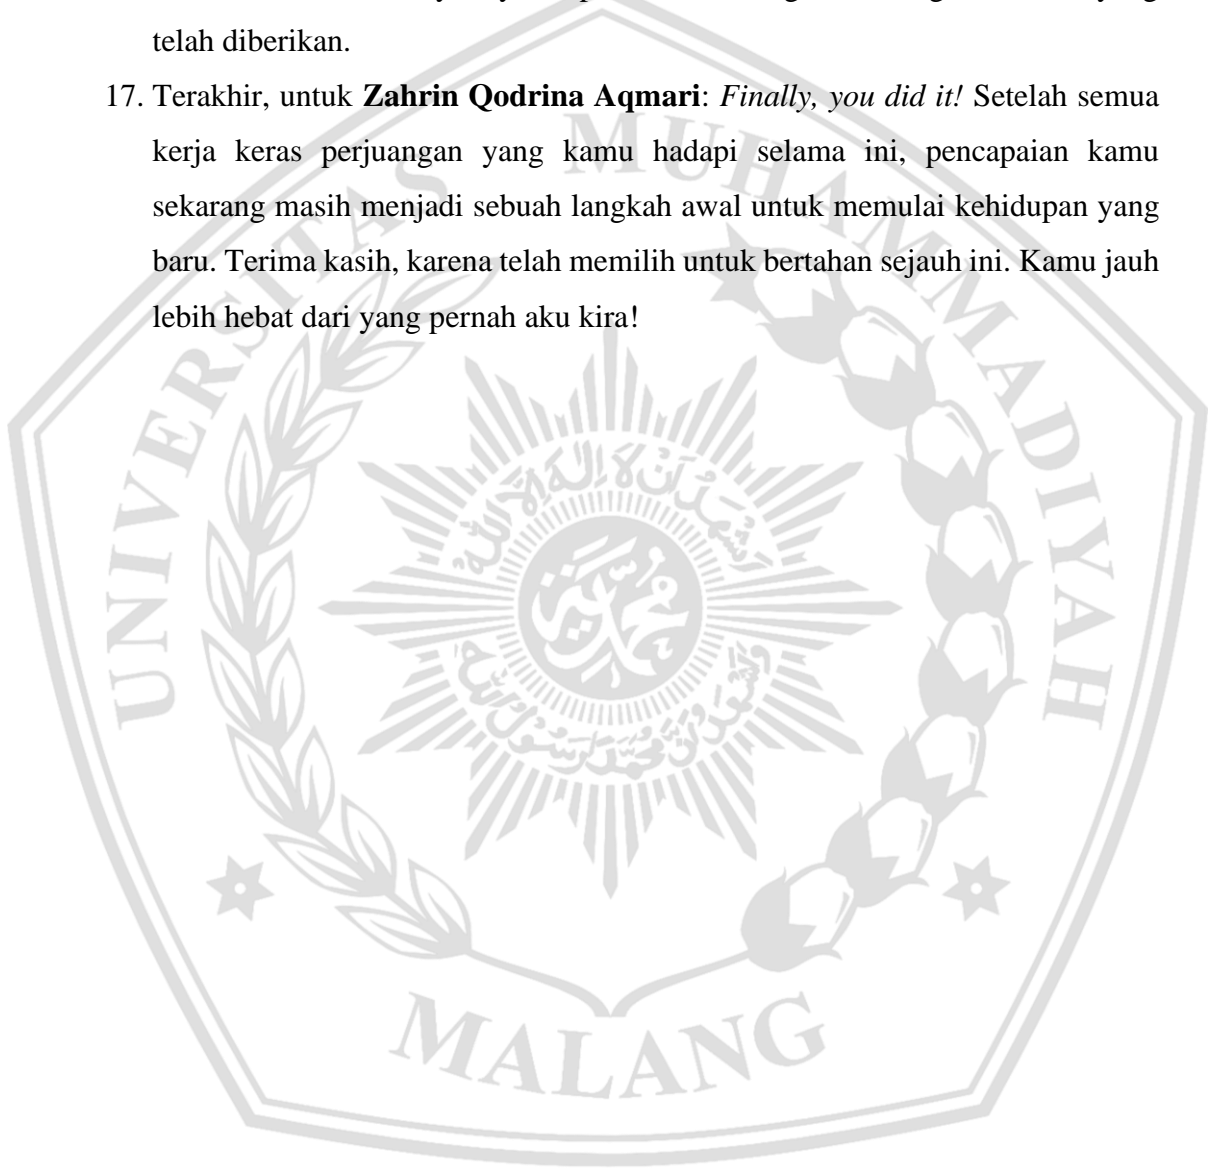 telah diberikan.
17. Terakhir, untuk Zahrin Qodrina Aqmari: Finally, you did it! Setelah semua
kerja keras perjuangan yang kamu hadapi selama ini, pencapaian kamu
sekarang masih menjadi sebuah langkah awal untuk memulai kehidupan yang
baru. Terima kasih, karena telah memilih untuk bertahan sejauh ini. Kamu jauh
lebih hebat dari yang pernah aku kira!
UNIVERSITAS MUHAMMADIYAH
MALANG